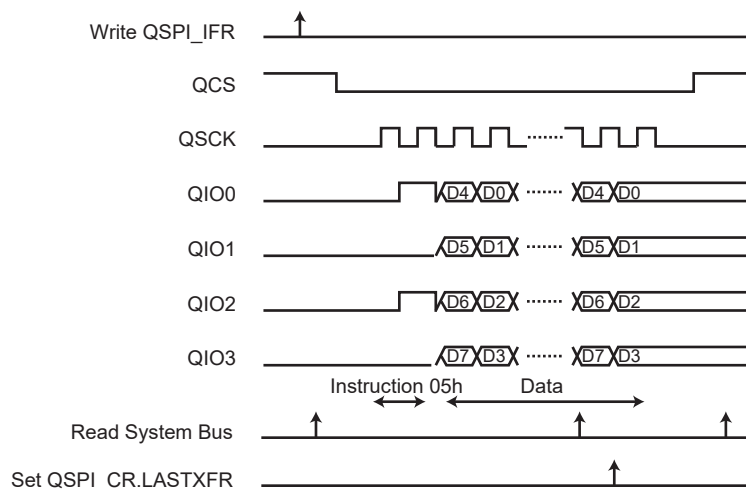 Write QSPI_IFR
QCS
QSCK
QIO0 D4 D0 D4 D0
QIO1 D5 D1 D5 D1
QIO2 D6 D2 D6 D2
QIO3 D7 D3 D7 D3
Instruction 05h Data
Read System Bus
Set QSPI_CR.LASTXFR